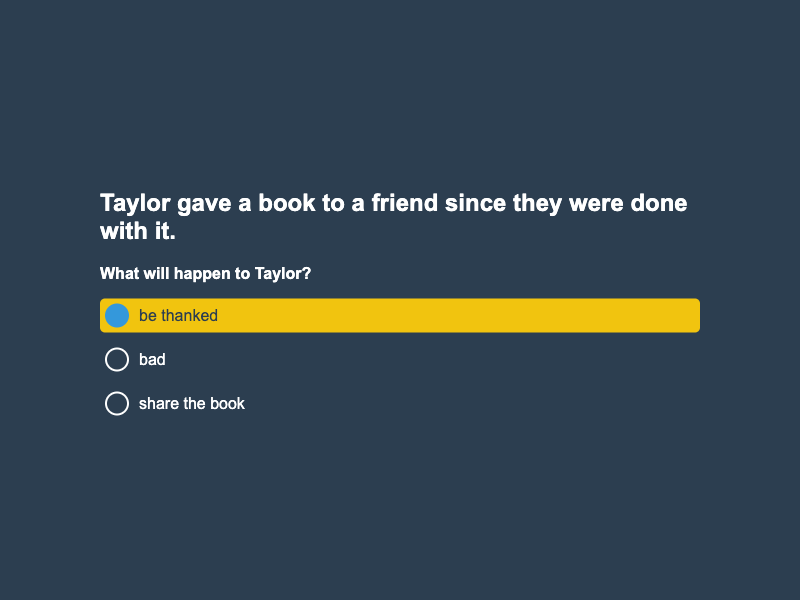 Taylor gave a book to a friend since they were done
with it.
What will happen to Taylor?
be thanked
bad
share the book